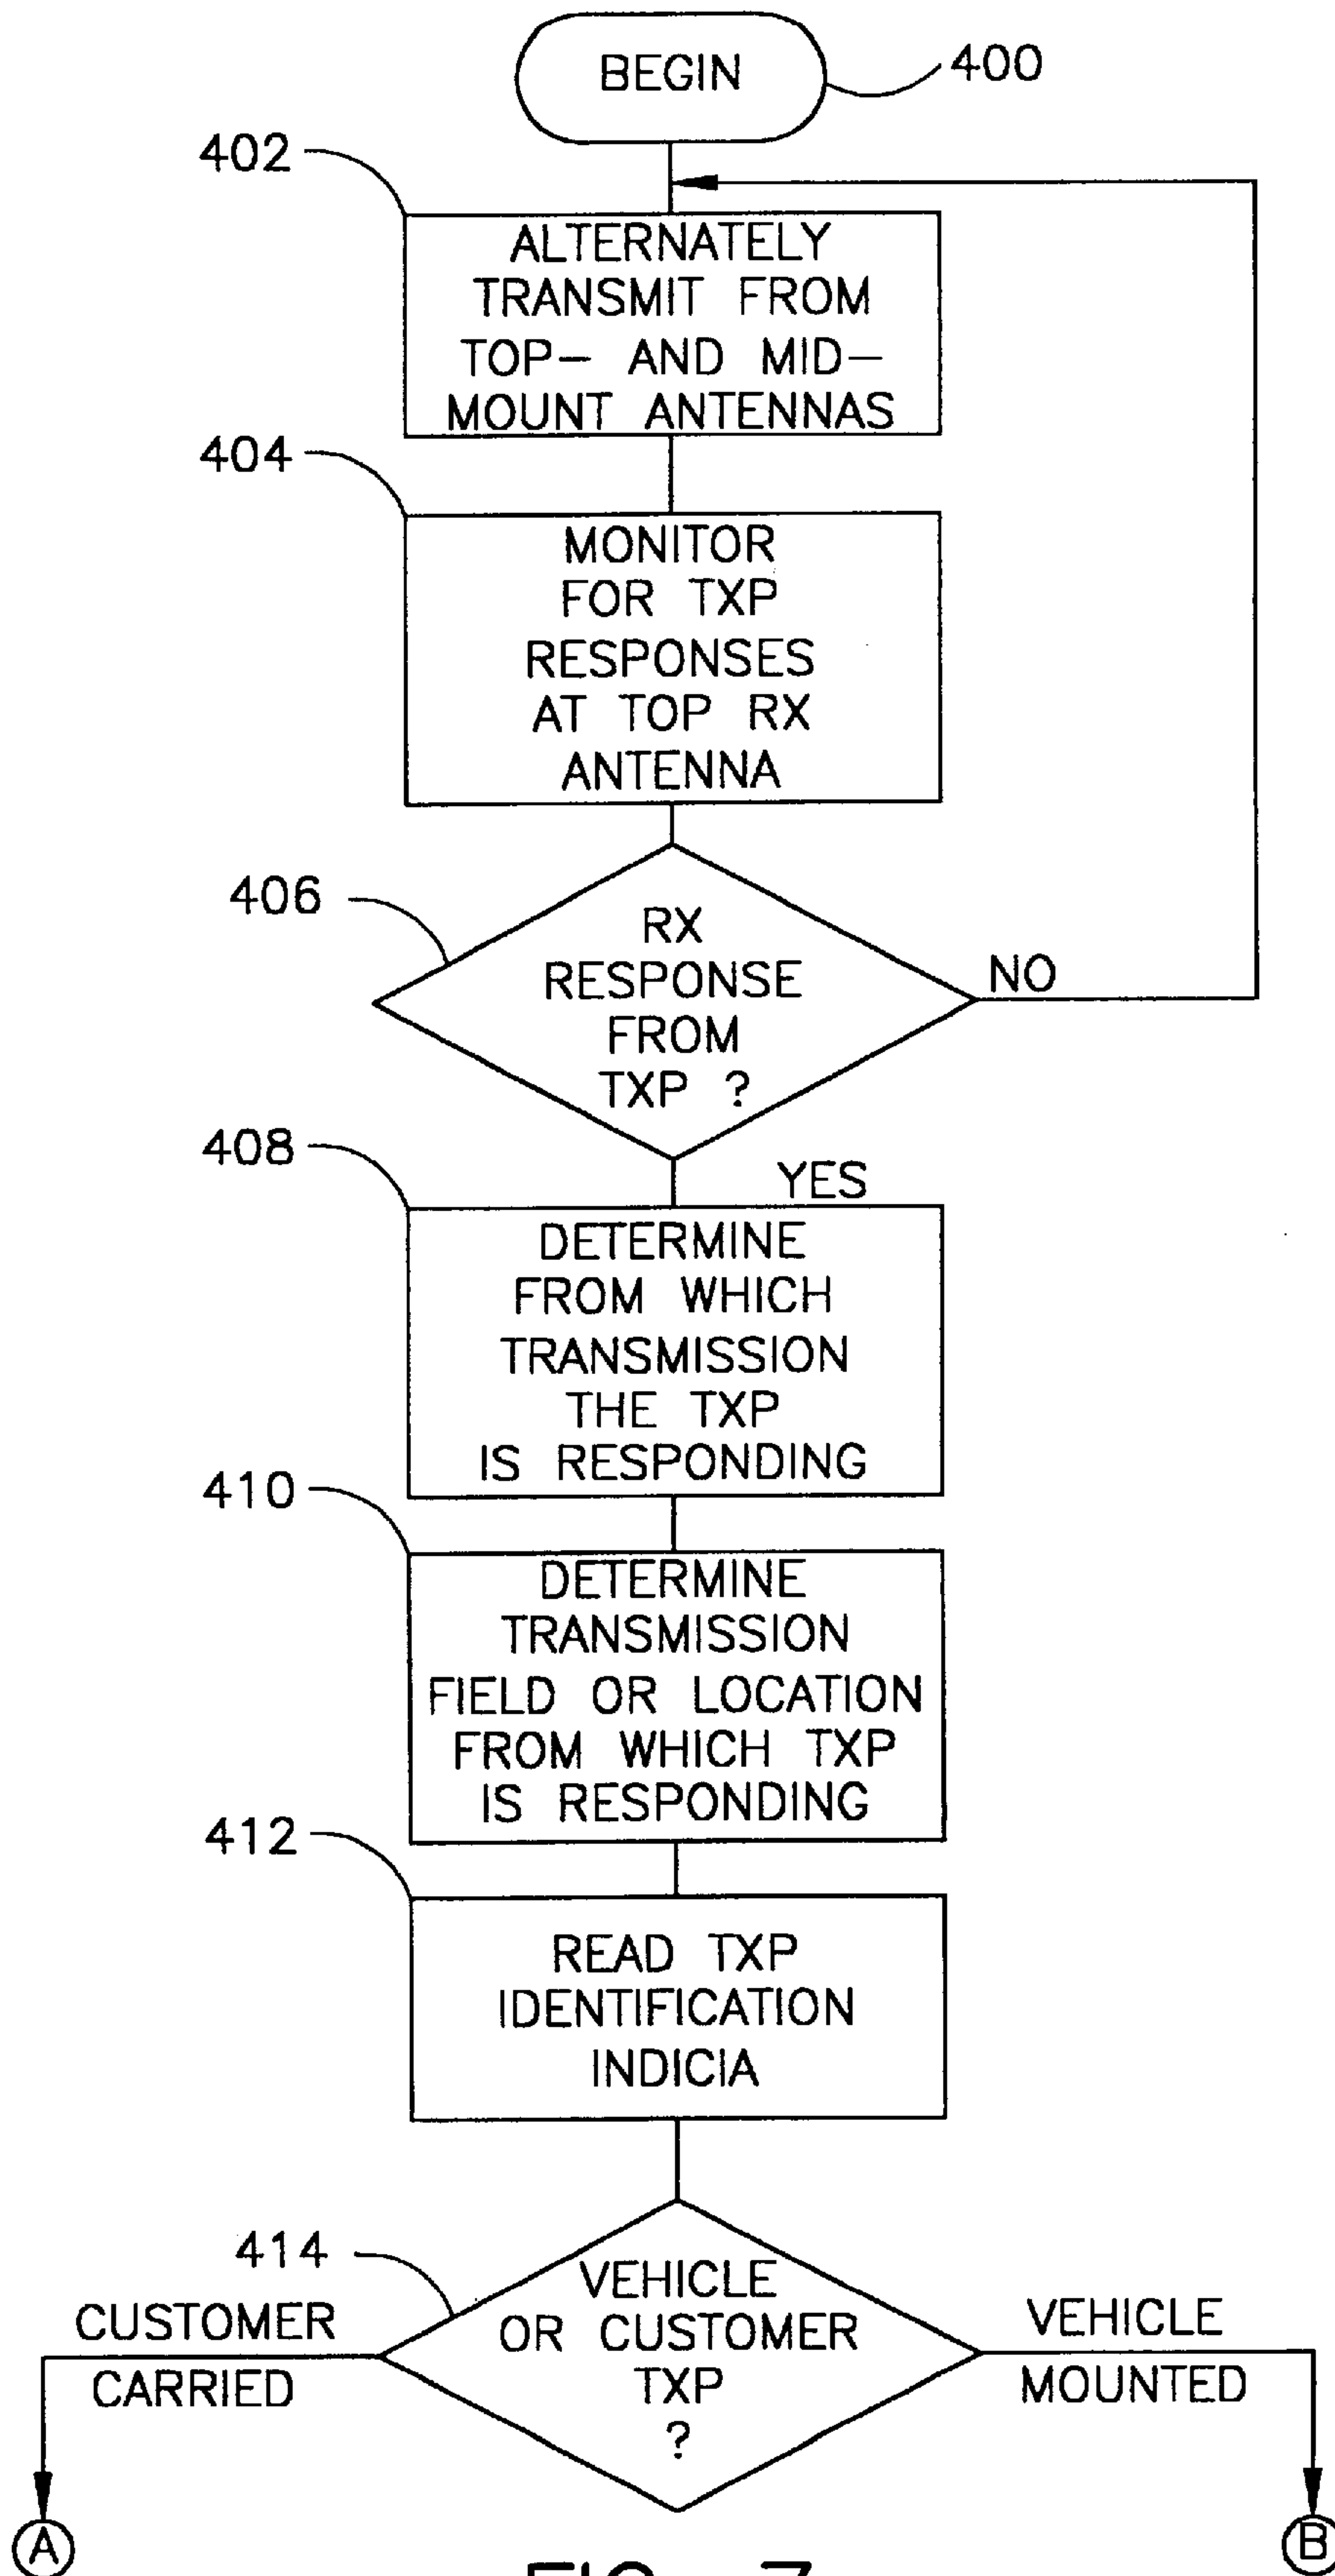 BEGIN
400
402
ALTERNATELY
TRANSMIT FROM
TOP– AND MID–
MOUNT ANTENNAS
404
MONITOR
FOR TXP
RESPONSES
AT TOP RX
ANTENNA
406
RX
RESPONSE
FROM
TXP ?
NO
YES
408
DETERMINE
FROM WHICH
TRANSMISSION
THE TXP
IS RESPONDING
410
DETERMINE
TRANSMISSION
FIELD OR LOCATION
FROM WHICH TXP
IS RESPONDING
412
READ TXP
IDENTIFICATION
INDICIA
414
VEHICLE
OR CUSTOMER
TXP
?
CUSTOMER
CARRIED
VEHICLE
MOUNTED
A
B